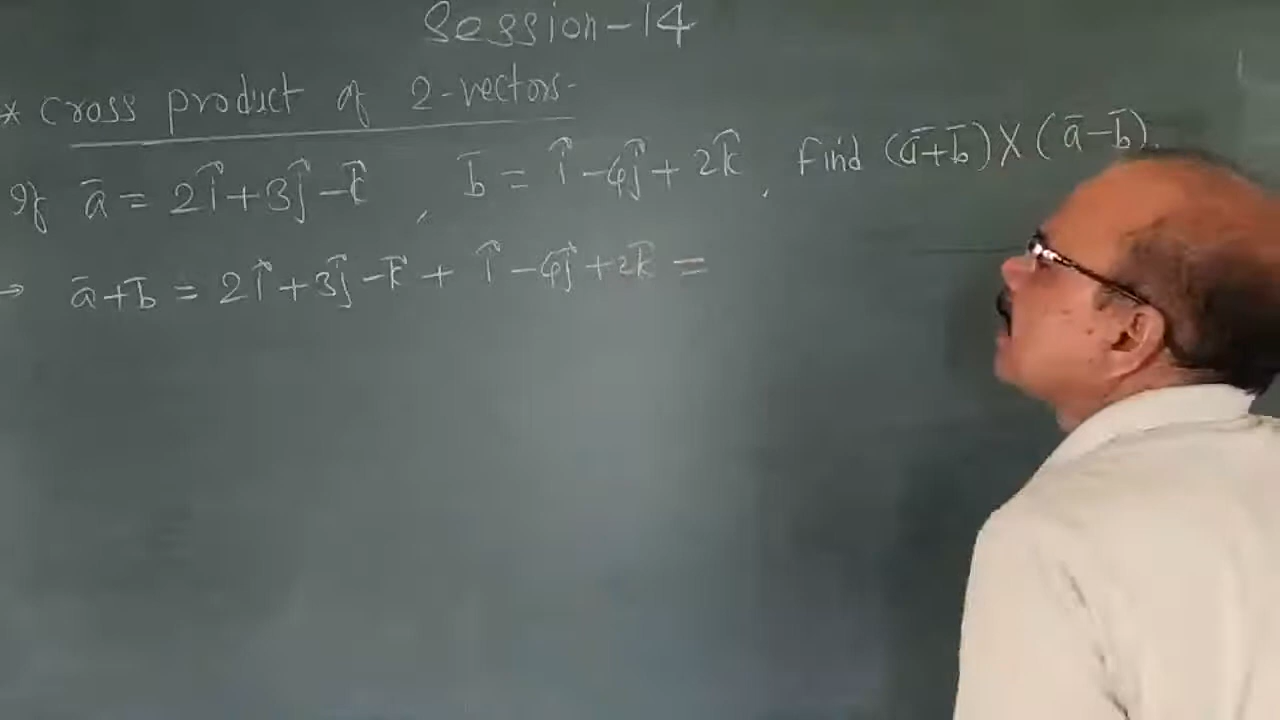 Session-14
* Cross product of 2-vectors-
If a̅ = 2î+3ĵ-k̅ , b̅ = î-4ĵ+2k̂ , Find (a̅+b̅)X(a̅-b̅).
→ a̅+b̅ = 2î+3ĵ-k̅ + î-4ĵ+2k̅ =